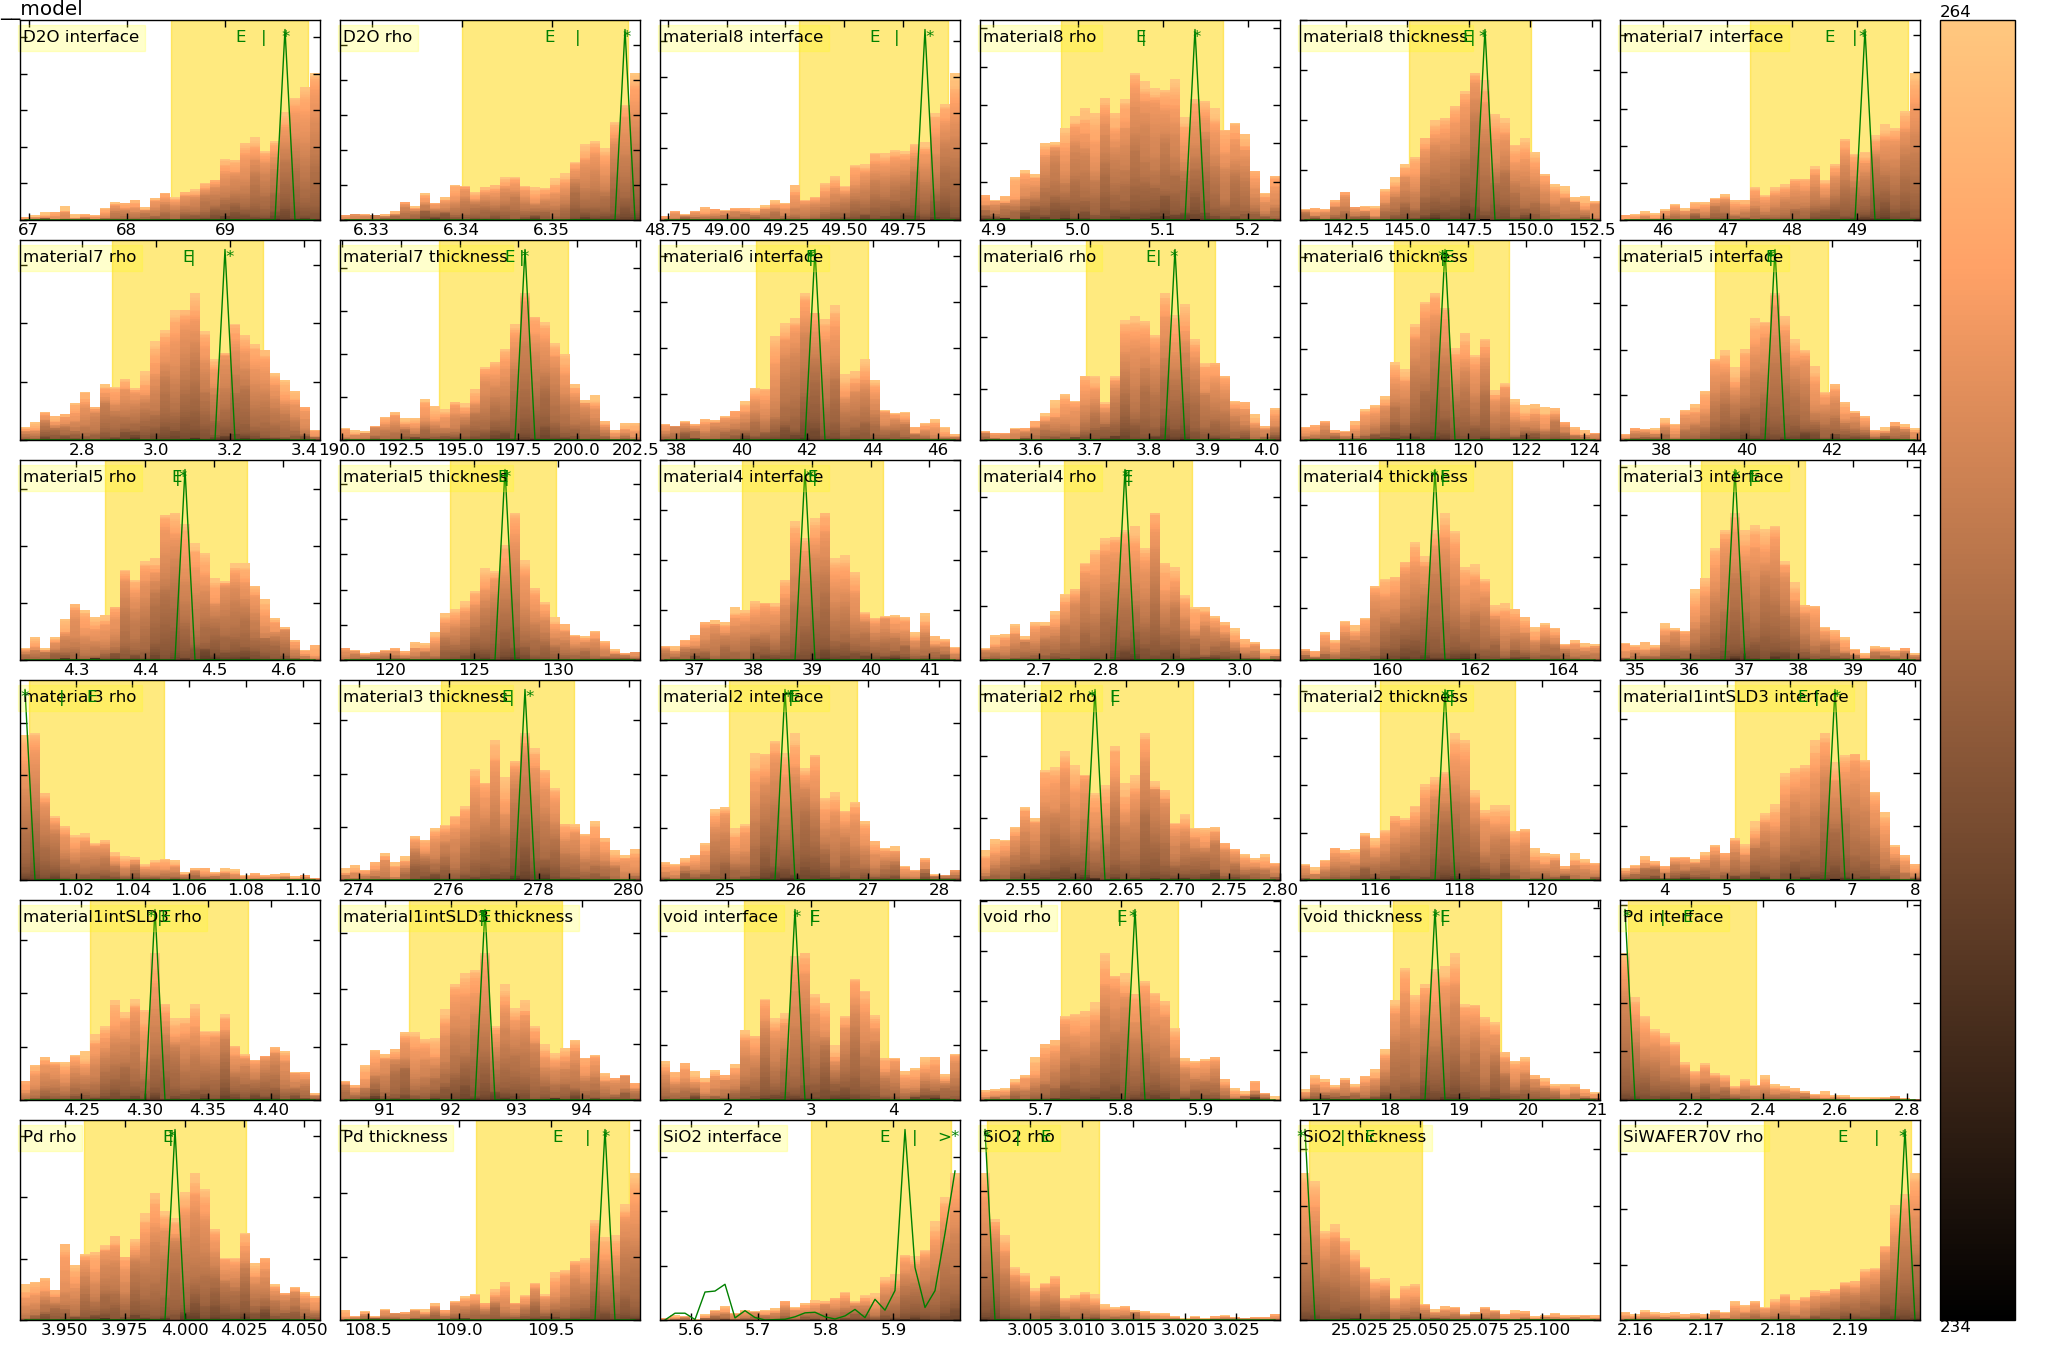 model
264
D2O interface E | *
D2O rho E | *
material8 interface E | *
material8 rho E| *
material8 thickness E| *
material7 interface E | *
67 68 69
6.33 6.34 6.35
48.75 49.00 49.25 49.50 49.75
4.9 5.0 5.1 5.2
142.5 145.0 147.5 150.0 152.5
46 47 48 49
material7 rho E| *
material7 thickness E |*
material6 interface
material6 rho E| *
material6 thickness
material5 interface
2.8 3.0 3.2 3.4
190.0 192.5 195.0 197.5 200.0 202.5
38 40 42 44 46
3.6 3.7 3.8 3.9 4.0
116 118 120 122 124
38 40 42 44
material5 rho E|*
material5 thickness
material4 interface
material4 rho
material4 thickness
material3 interface
4.3 4.4 4.5 4.6
120 125 130
37 38 39 40 41
2.7 2.8 2.9 3.0
160 162 164
35 36 37 38 39 40
material3 rho
material3 thickness E| *
material2 interface
material2 rho * |E
material2 thickness
material1intSLD3 interface
1.02 1.04 1.06 1.08 1.10
274 276 278 280
25 26 27 28
2.55 2.60 2.65 2.70 2.75 2.80
116 118 120
4 5 6 7 8
material1intSLD3 rho
material1intSLD3 thickness
void interface * E
void rho E *
void thickness * E
Pd interface
4.25 4.30 4.35 4.40
91 92 93 94
2 3 4
5.7 5.8 5.9
17 18 19 20 21
2.2 2.4 2.6 2.8
Pd rho
Pd thickness E | *
SiO2 interface E | >*
SiO2 rho
SiO2 thickness
SiWAFER70V rho E | *
3.950 3.975 4.000 4.025 4.050
108.5 109.0 109.5
5.6 5.7 5.8 5.9
3.005 3.010 3.015 3.020 3.025
25.025 25.050 25.075 25.100
2.16 2.17 2.18 2.19
234